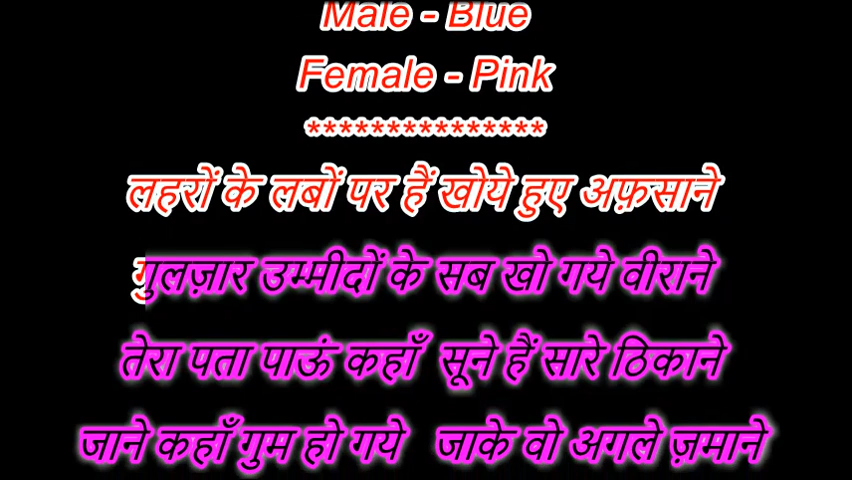 Male - Blue
Female - Pink
***************
लहरों के लबों पर हैं खोये हुए अफ़साने
गुलज़ार उम्मीदों के सब खो गये वीराने
तेरा पता पाऊं कहाँ सूने हैं सारे ठिकाने
जाने कहाँ गुम हो गये जाके वो अगले ज़माने